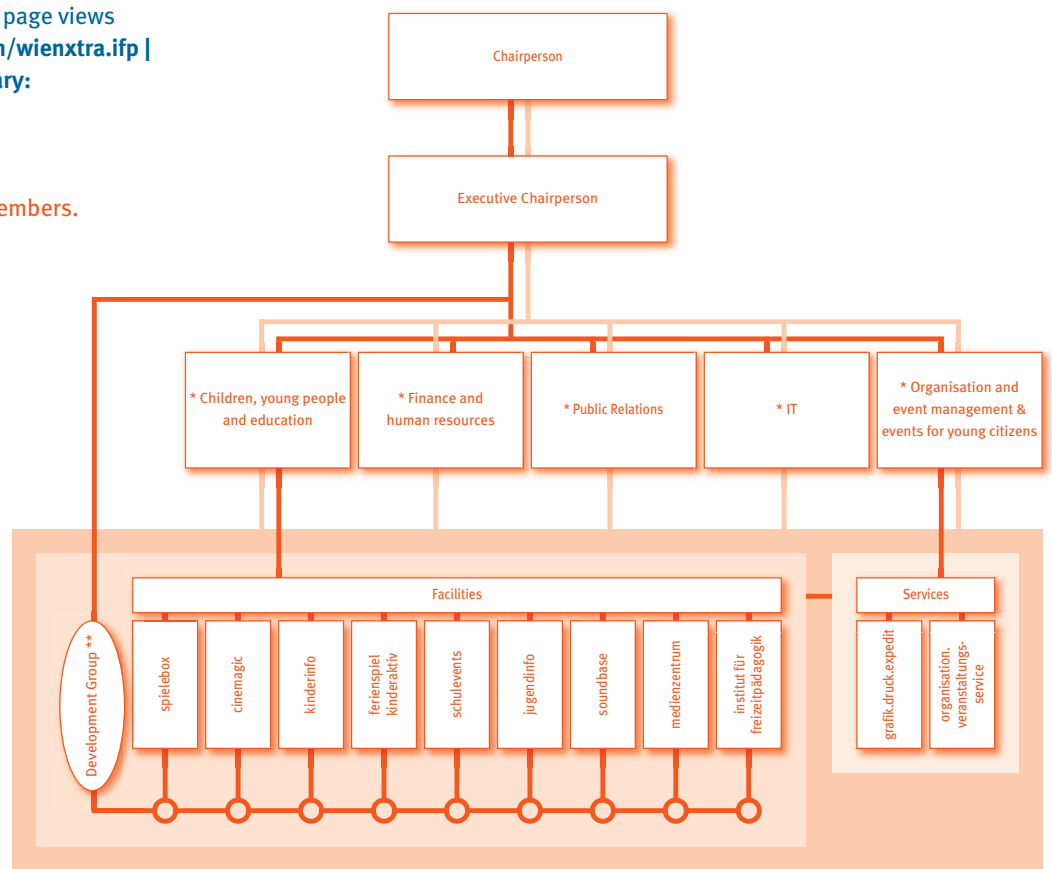 page views
n/wienxtra.ifp |
ary:
embers.
Chairperson
Executive Chairperson
* Children, young people
and education
* Finance and
human resources
* Public Relations
* IT
* Organisation and
event management &
events for young citizens
Facilities
Services
Development Group **
spielebox
cinemagic
kinderinfo
ferienspiel
kinderaktiv
schulevents
jugendinfo
soundbase
medienzentrum
institut für
freizeitpädagogik
grafik.druck.expedit
organisation.
veranstaltungs-
service